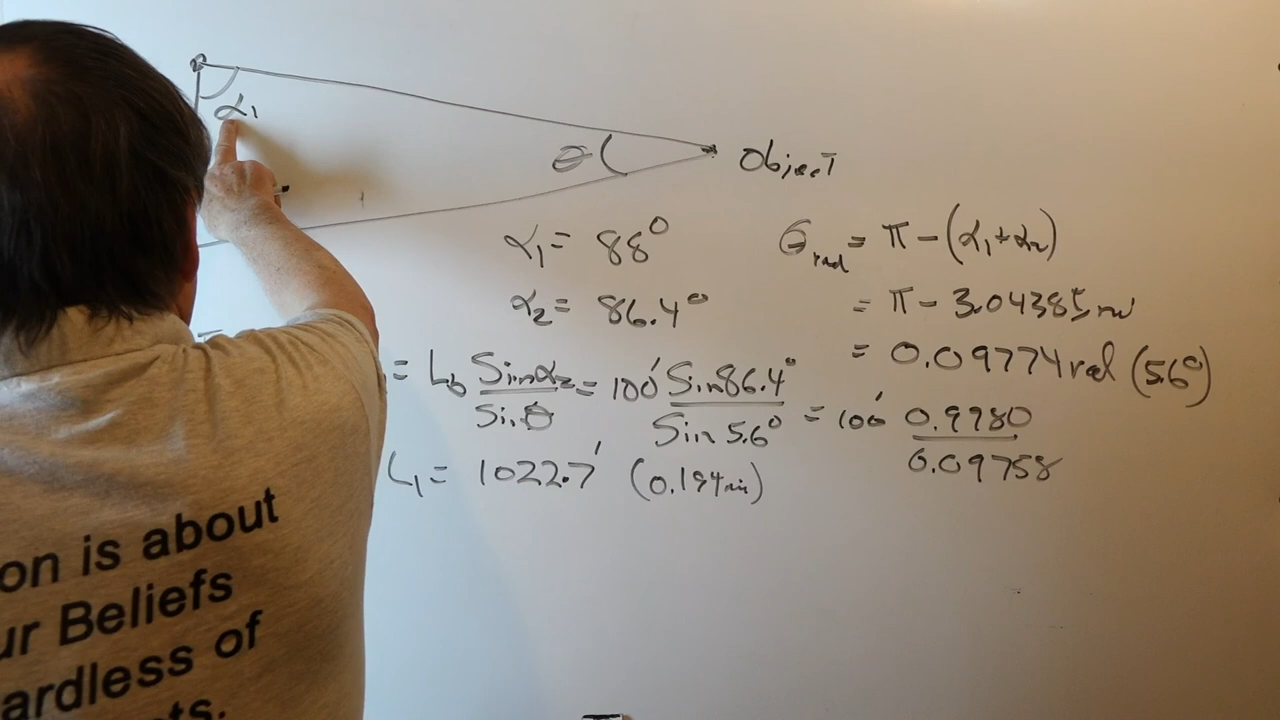 α₁
θ
Object
α₁ = 88°
α₂ = 86.4°
θrad = π - (α₁ + α₂)
= π - 3.04385 rad
= 0.09774 rad (5.6°)
= Lb Sin α₂ / Sin θ = 100' Sin 86.4° / Sin 5.6° = 100' 0.9980 / 0.09758
L₁ = 1022.7' (0.194 mi)
on is about
ur Beliefs
ardless of
ts.